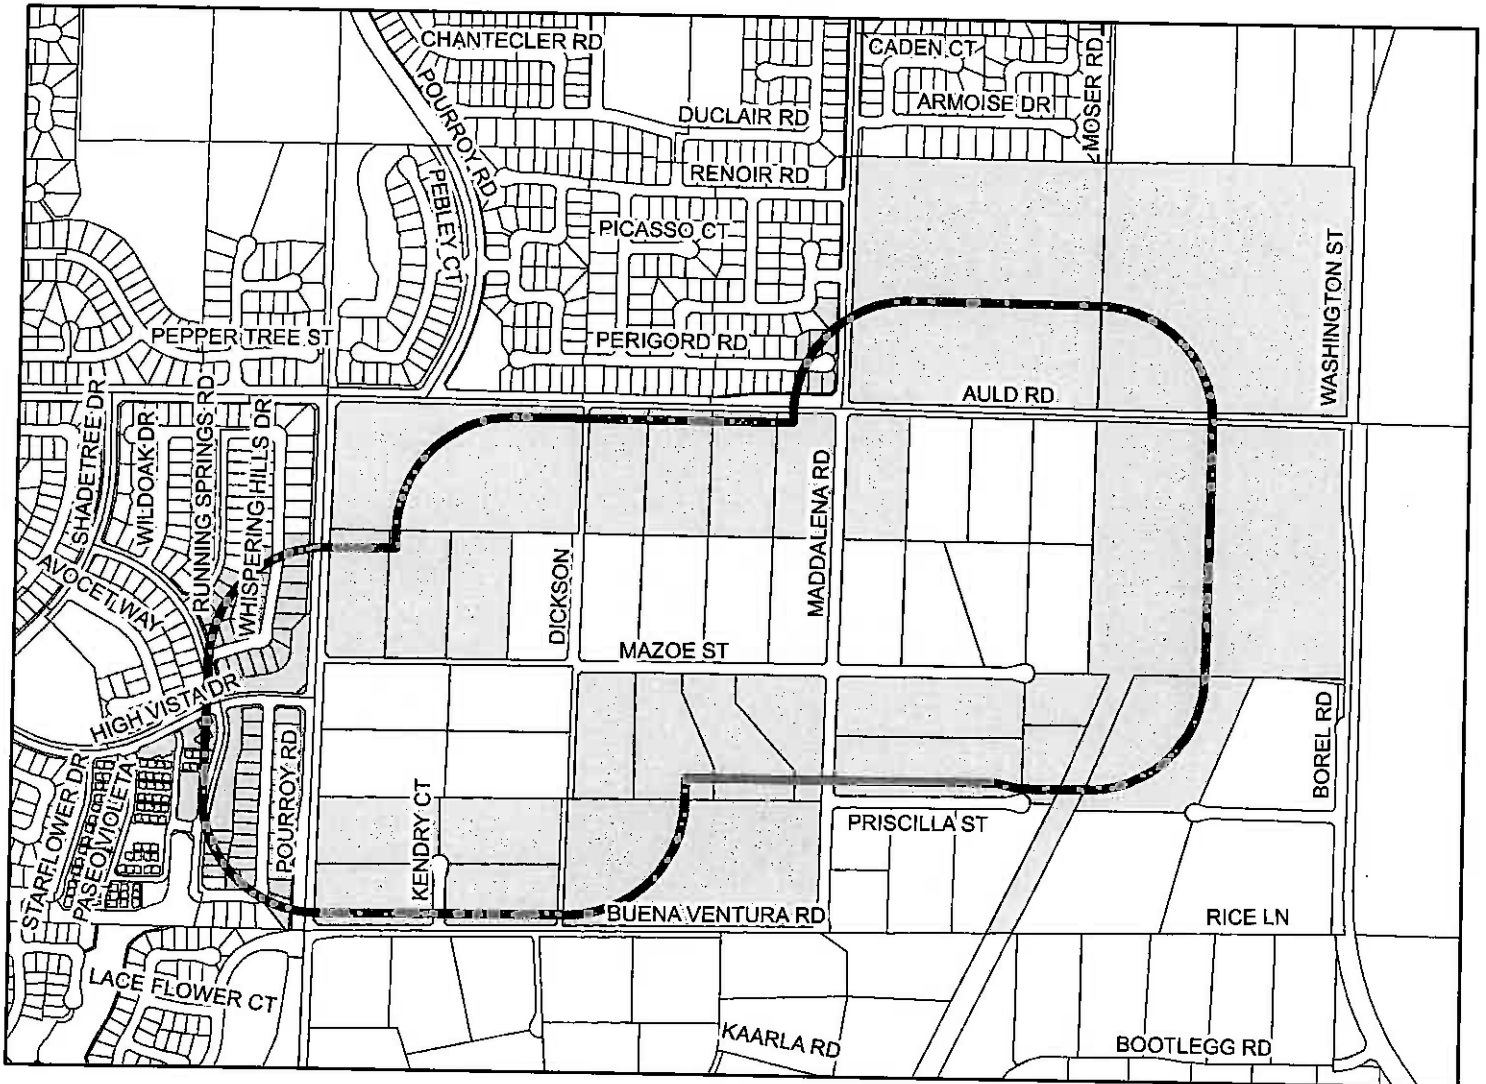 CHANTECLER RD
CADEN CT
MOSER RD
ARMOISE DR
POURROY RD
DUCLAIR RD
RENOIR RD
PEBLEY CT
PICASSO CT
WASHINGTON ST
PEPPER TREE ST
PERIGORD RD
AULD RD
SHADETREE DR
WILDOAK DR
RUNNING SPRINGS RD
WHISPERING HILLS DR
MADDALENA RD
AVOCET WAY
DICKSON
MAZOE ST
HIGH VISTA DR
BOREL RD
POURROY RD
KENDRY CT
STARFLOWER DR
PASEO VIOLETA
PRISCILLA ST
BUENA VENTURA RD
RICE LN
LACE FLOWER CT
KAARLA RD
BOOTLEGG RD